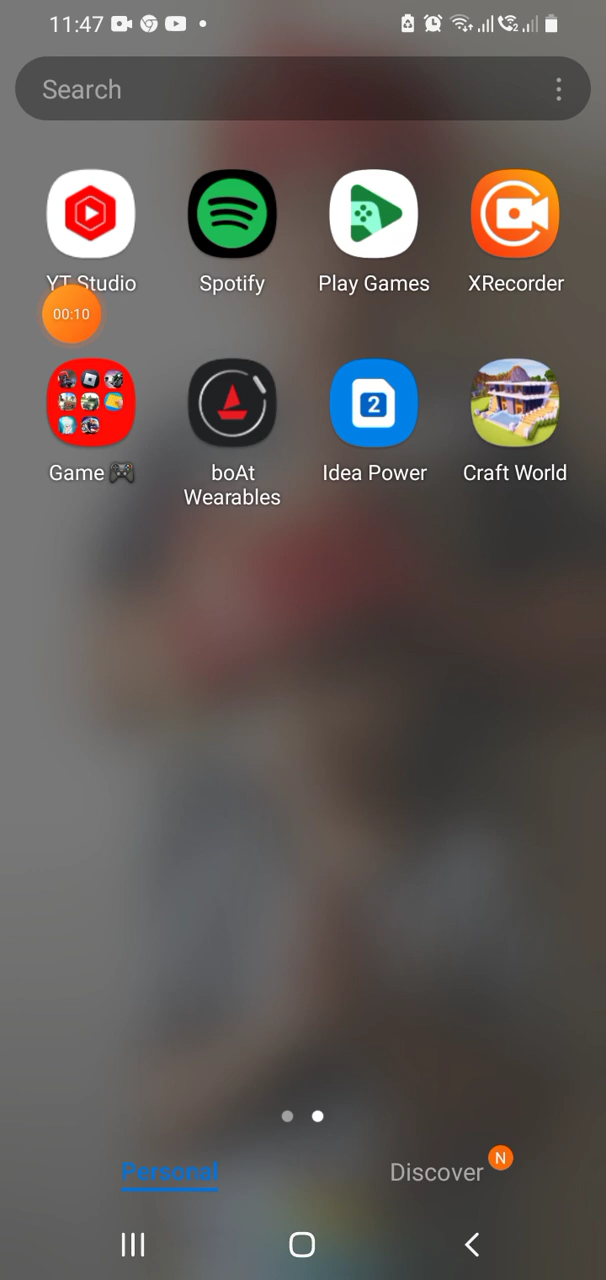 11:47
Search
YT Studio
Spotify
Play Games
XRecorder
00:10
2
Game 🎮
boAt
Wearables
Idea Power
Craft World
Personal
Discover
N